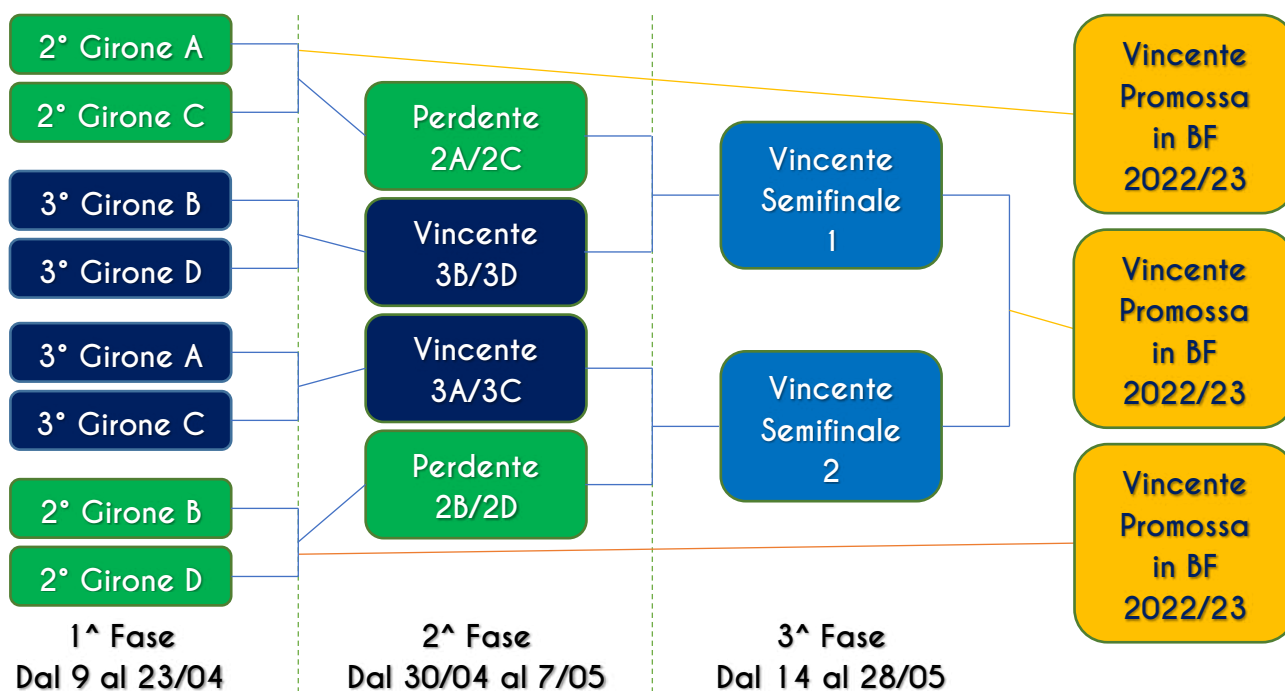 2° Girone A
2° Girone C
3° Girone B
3° Girone D
3° Girone A
3° Girone C
2° Girone B
2° Girone D
1^ Fase
Dal 9 al 23/04
Perdente
2A/2C
Vincente
3B/3D
Vincente
3A/3C
Perdente
2B/2D
2^ Fase
Dal 30/04 al 7/05
Vincente
Semifinale
1
Vincente
Semifinale
2
3^ Fase
Dal 14 al 28/05
Vincente
Promossa
in BF
2022/23
Vincente
Promossa
in BF
2022/23
Vincente
Promossa
in BF
2022/23